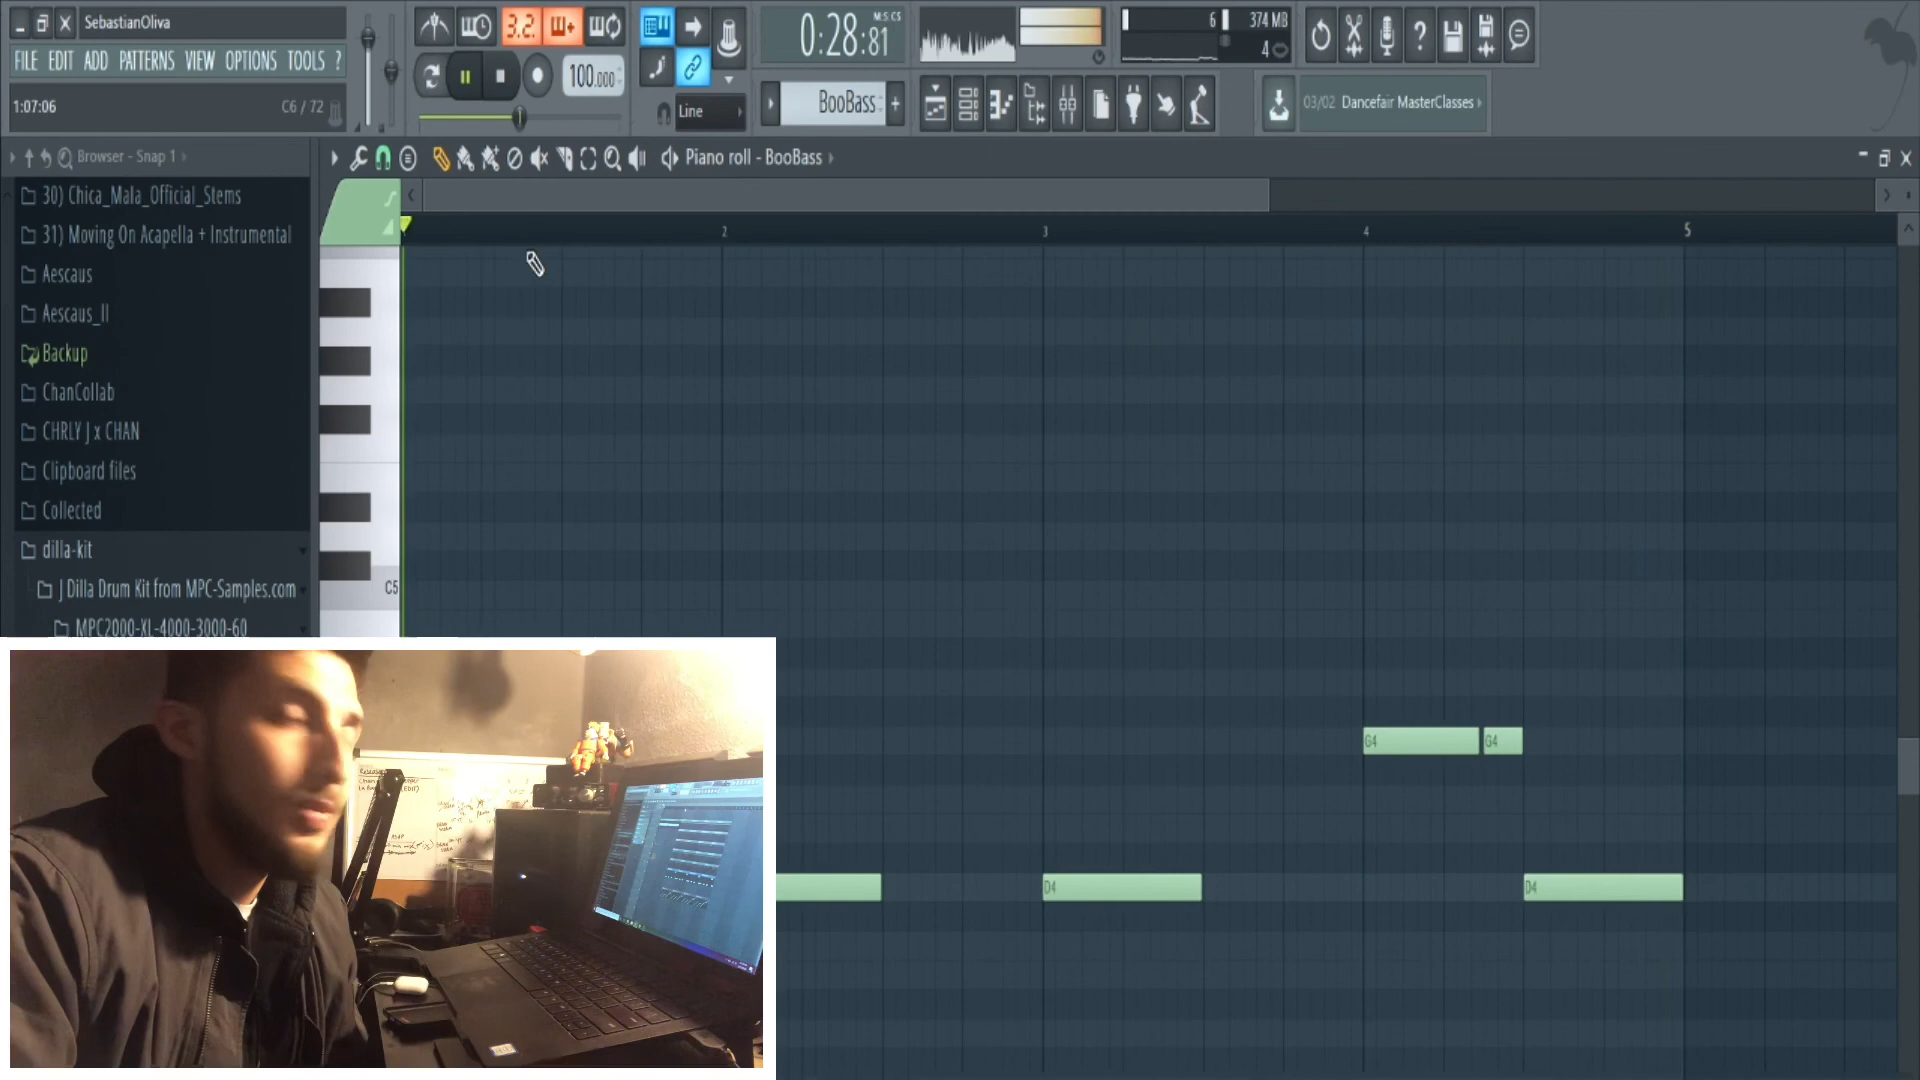 SebastianOliva
FILE EDIT ADD PATTERNS VIEW OPTIONS TOOLS ?
1:07:06
C6 / 72
3.2.
100.000
Line
0:28:81
M:S:CS
BooBass
6
374 MB
4
03/02 Dancefair MasterClasses
Browser - Snap 1
Piano roll - BooBass
30) Chica_Mala_Official_Stems
31) Moving On Acapella + Instrumental
Aescaus
Aescaus_II
Backup
ChanCollab
CHRLY J x CHAN
Clipboard files
Collected
dilla-kit
J Dilla Drum Kit from MPC-Samples.com
MPC2000-XL-4000-3000-60
2
3
4
5
C5
G4
G4
D4
D4